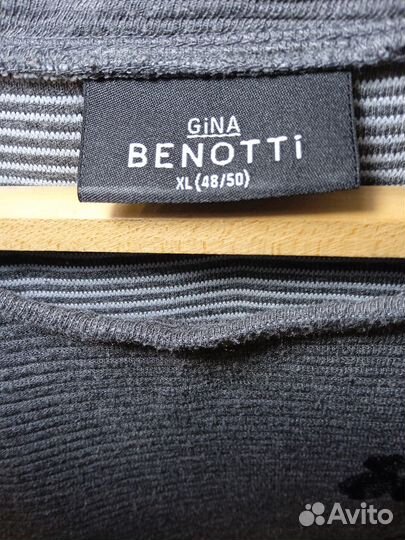 GiNA
BENOTTi
XL (48/50)
Avito